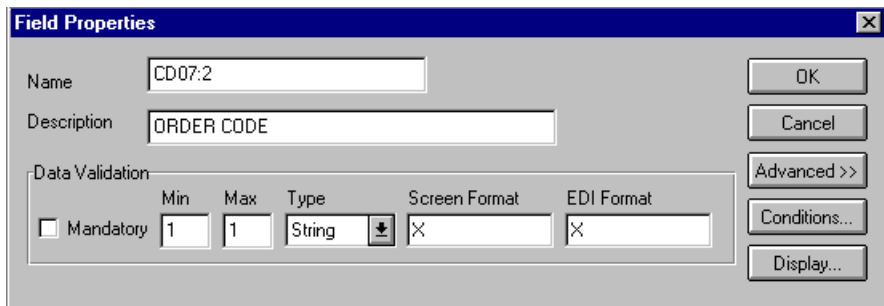 Field Properties
Name CD07:2 OK
Description ORDER CODE Cancel
Data Validation Advanced >>
Min Max Type Screen Format EDI Format
Mandatory 1 1 String X X Conditions...
Display...